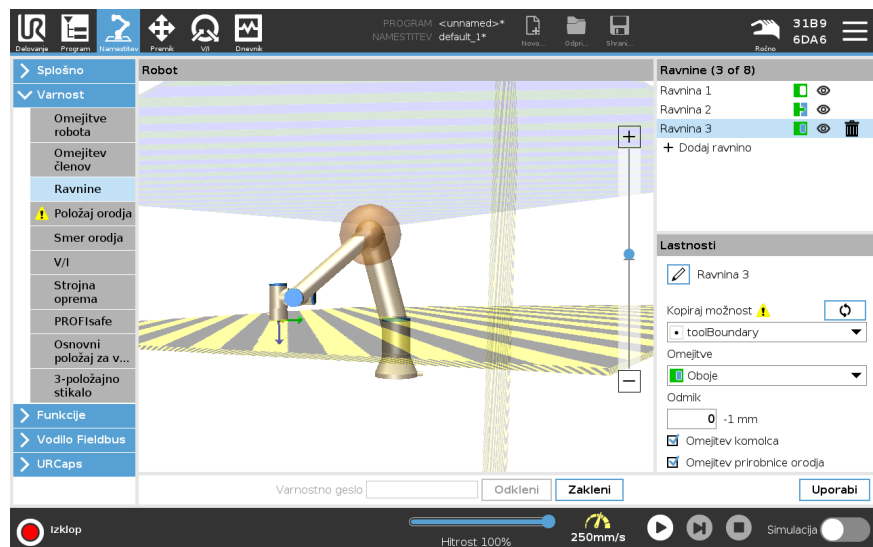 PROGRAM <unnamed>*
NAMESTITEV default_1*
31B9
6DA6
Delovanje Program Namestitev Premik V/I Dnevnik Novo... Odpri... Shrani... Ročno
Splošno
Varnost
Omejitve
robota
Omejitev
členov
Ravnine
Položaj orodja
Smer orodja
V/I
Strojna
oprema
PROFIsafe
Osnovni
položaj za v...
3-položajno
stikalo
Funkcije
Vodilo Fieldbus
URCaps
Robot
Ravnine (3 of 8)
Ravnina 1
Ravnina 2
Ravnina 3
Dodaj ravnino
Lastnosti
Ravnina 3
Kopiraj možnost
toolBoundary
Omejitve
Oboje
Odmik
0 -1 mm
Omejitev komolca
Omejitev prirobnice orodja
Varnostno geslo Odkleni Zakleni Uporabi
Izklop
Hitrost 100%
250mm/s
Simulacija